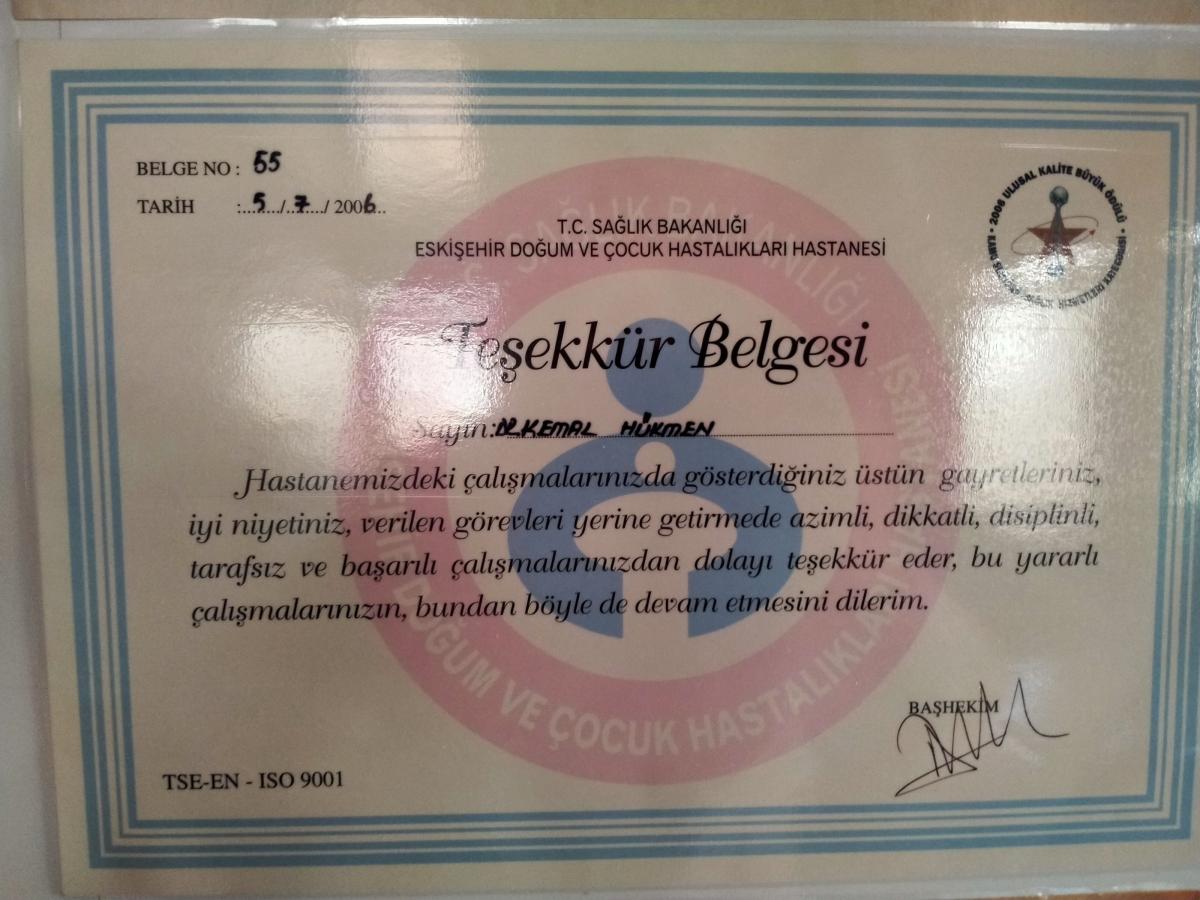 BELGE NO : 55
TARİH :...5..../..7..../ 2006..
2006 ULUSAL KALİTE BÜYÜK ÖDÜLÜ
T.C. SAĞLIK BAKANLIĞI
ESKİŞEHİR DOĞUM VE ÇOCUK HASTALIKLARI HASTANESİ
Teşekkür Belgesi
Sayın: KEMAL HÜKMEN
Hastanemizdeki çalışmalarınızda gösterdiğiniz üstün gayretleriniz,
iyi niyetiniz, verilen görevleri yerine getirmede azimli, dikkatli, disiplinli,
tarafsız ve başarılı çalışmalarınızdan dolayı teşekkür eder, bu yararlı
çalışmalarınızın, bundan böyle de devam etmesini dilerim.
SAĞLIK BAKANLIĞI
DOĞUM VE ÇOCUK HASTALIKLARI
BAŞHEKİM
TSE-EN - ISO 9001